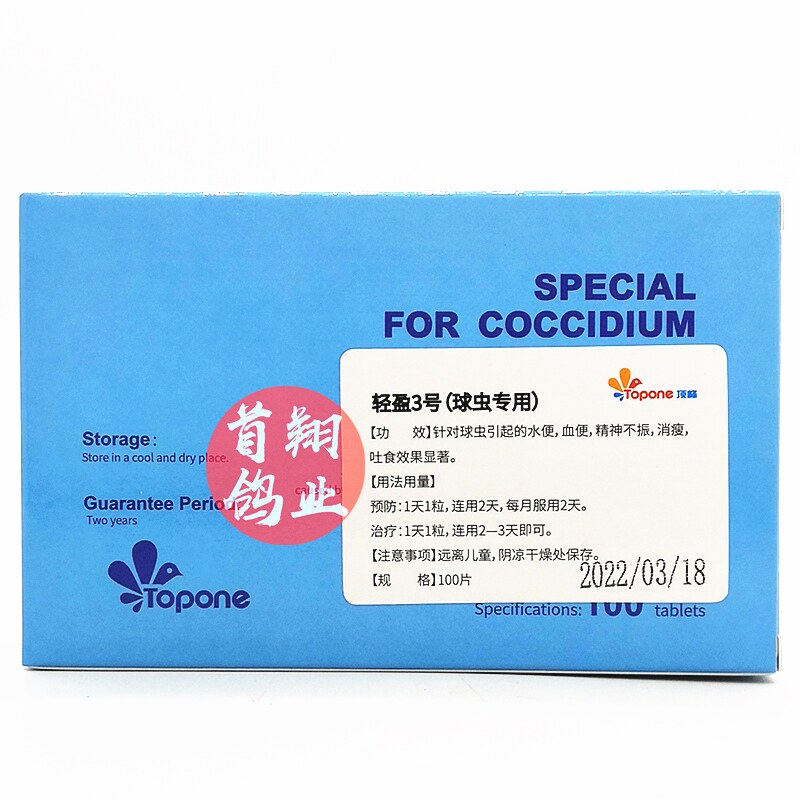 SPECIAL
FOR COCCIDIUM
Topone 顶峰
轻盈3号(球虫专用)
【功 效】针对球虫引起的水便,血便,精神不振,消瘦,
吐食效果显著。
【用法用量】
预防:1天1粒,连用2天,每月服用2天。
治疗:1天1粒,连用2—3天即可。
【注意事项】远离儿童,阴凉干燥处保存。
【规 格】100片
2022/03/18
Storage:
Store in a cool and dry place.
Guarantee Period
Two years
首翔
鸽业
Topone
Specifications: 100 tablets